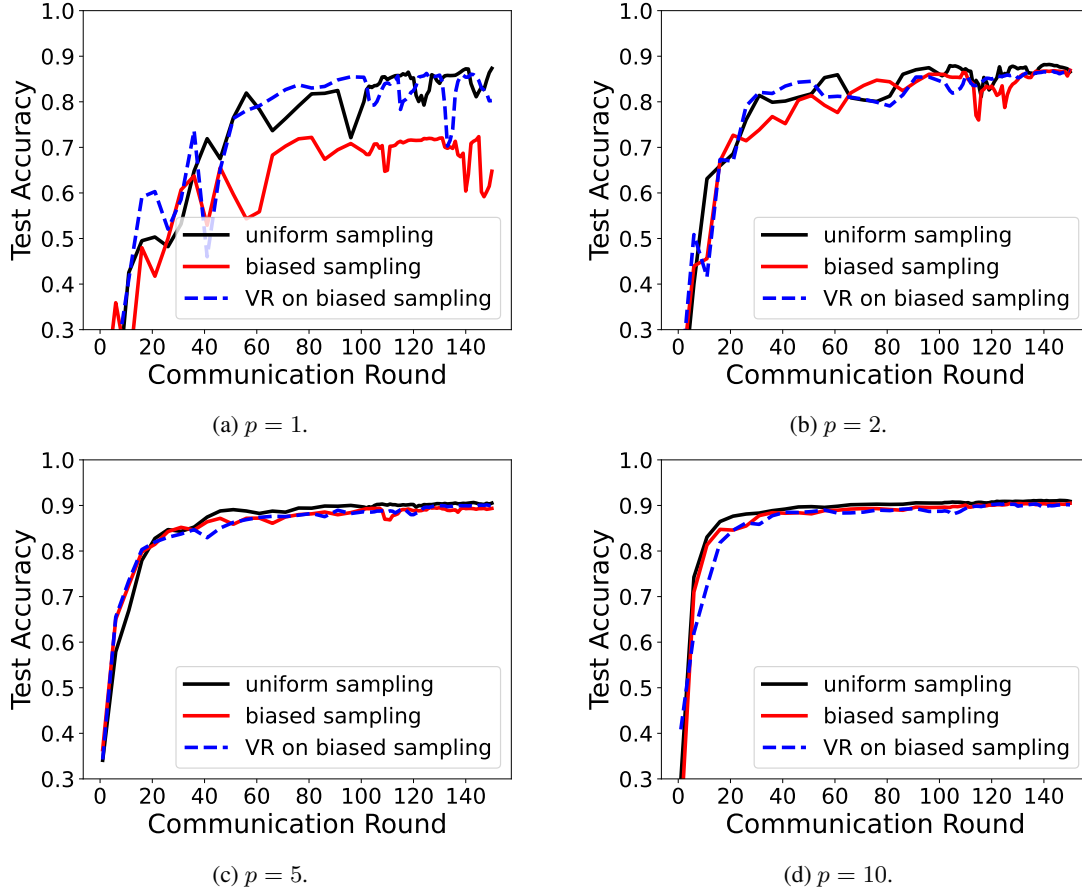 1.0
0.9
0.8
0.7
0.6
0.5
0.4
0.3
Test Accuracy
uniform sampling
biased sampling
VR on biased sampling
0 20 40 60 80 100 120 140
Communication Round
(a) p = 1.
1.0
0.9
0.8
0.7
0.6
0.5
0.4
0.3
Test Accuracy
uniform sampling
biased sampling
VR on biased sampling
0 20 40 60 80 100 120 140
Communication Round
(b) p = 2.
1.0
0.9
0.8
0.7
0.6
0.5
0.4
0.3
Test Accuracy
uniform sampling
biased sampling
VR on biased sampling
0 20 40 60 80 100 120 140
Communication Round
(c) p = 5.
1.0
0.9
0.8
0.7
0.6
0.5
0.4
0.3
Test Accuracy
uniform sampling
biased sampling
VR on biased sampling
0 20 40 60 80 100 120 140
Communication Round
(d) p = 10.